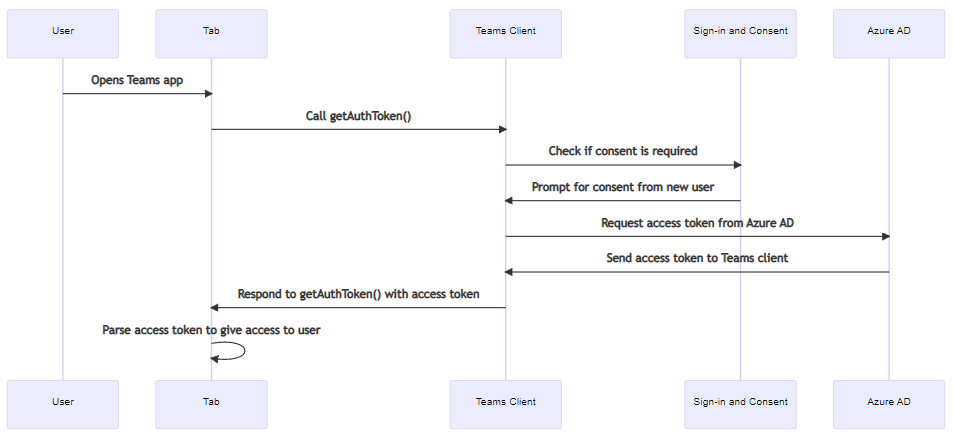 User
Tab
Teams Client
Sign-in and Consent
Azure AD
Opens Teams app
Call getAuthToken()
Check if consent is required
Prompt for consent from new user
Request access token from Azure AD
Send access token to Teams client
Respond to getAuthToken() with access token
Parse access token to give access to user
User
Tab
Teams Client
Sign-in and Consent
Azure AD